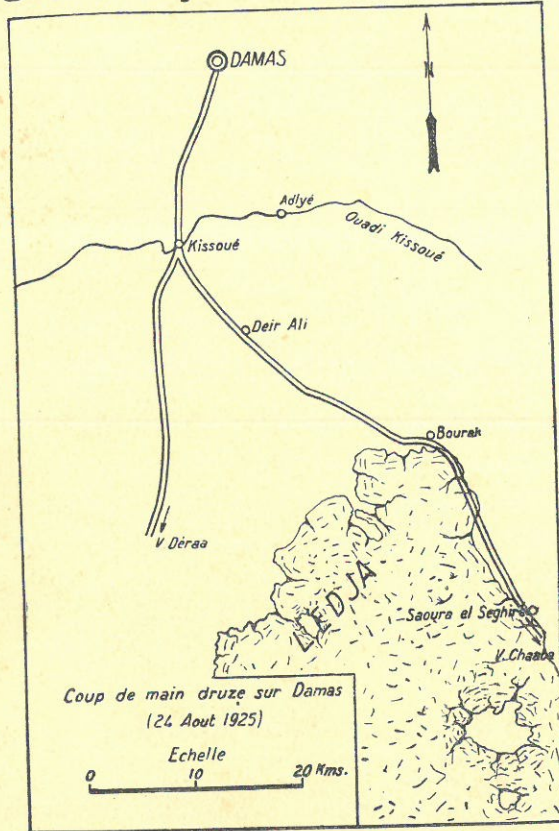 DAMAS
N
Adlyé
Ouadi Kissoué
Kissoué
Deir Ali
Bourak
V. Déraa
LEDJA
Saoura el Seghiré
V. Chaaba
Coup de main druze sur Damas
(24 Aout 1925)
Echelle
0 10 20 Kms.